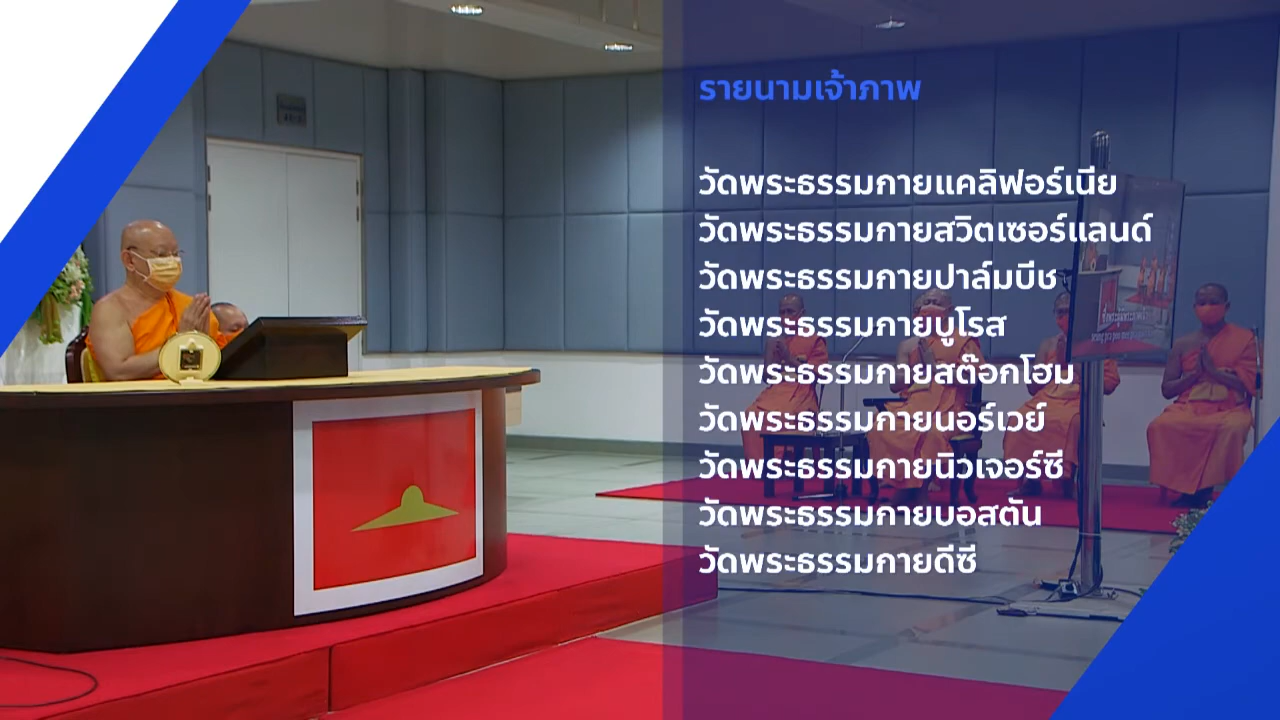 รายนามเจ้าภาพ
วัดพระธรรมกายแคลิฟอร์เนีย
วัดพระธรรมกายสวิตเซอร์แลนด์
วัดพระธรรมกายปาล์มบีช
วัดพระธรรมกายบูโรส
วัดพระธรรมกายสต๊อกโฮม
วัดพระธรรมกายนอร์เวย์
วัดพระธรรมกายนิวเจอร์ซี
วัดพระธรรมกายบอสตัน
วัดพระธรรมกายดีซี